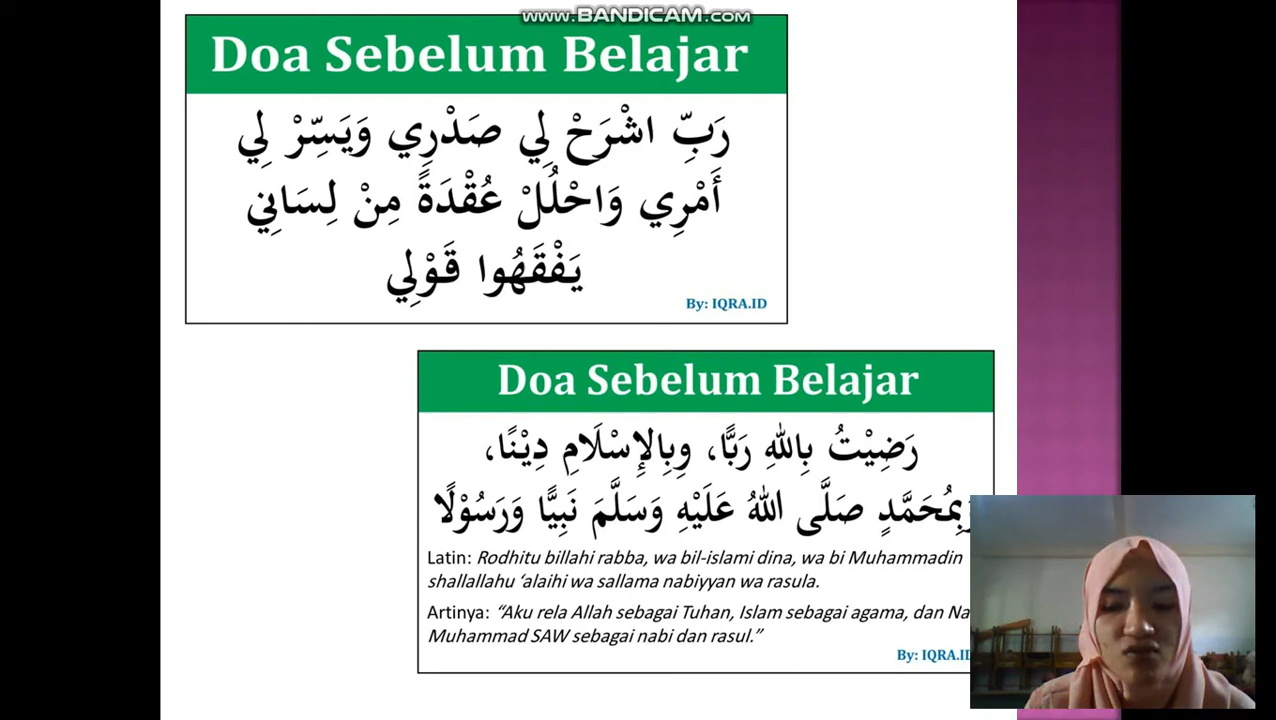 www.BANDICAM.com
Doa Sebelum Belajar
رَبِّ اشْرَحْ لِي صَدْرِي وَيَسِّرْ لِي
أَمْرِي وَاحْلُلْ عُقْدَةً مِنْ لِسَانِي
يَفْقَهُوا قَوْلِي
By: IQRA.ID
Doa Sebelum Belajar
رَضِيْتُ بِاللهِ رَبًّا، وَبِالإِسْلَامِ دِيْنًا،
وَبِمُحَمَّدٍ صَلَّى اللهُ عَلَيْهِ وَسَلَّمَ نَبِيًّا وَرَسُوْلًا
Latin: Rodhitu billahi rabba, wa bil-islami dina, wa bi Muhammadin
shallallahu ‘alaihi wa sallama nabiyyan wa rasula.
Artinya: “Aku rela Allah sebagai Tuhan, Islam sebagai agama, dan
Muhammad SAW sebagai nabi dan rasul.”
By: IQRA.ID